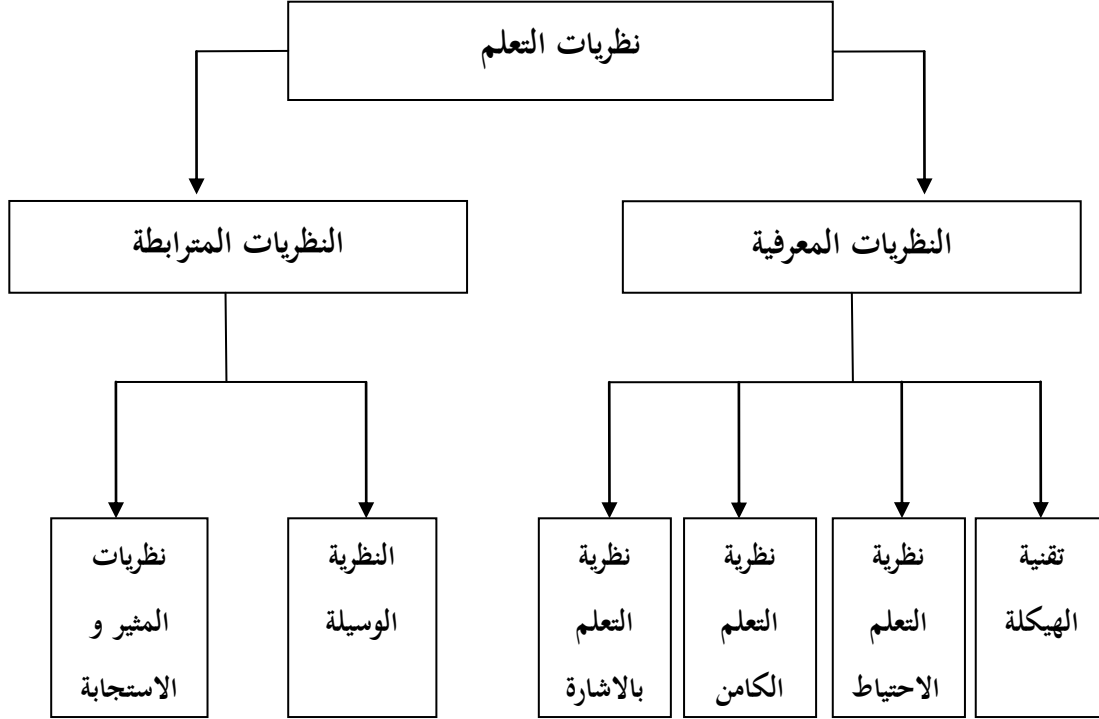 نظريات التعلم
النظريات المعرفية
النظريات المترابطة
تقنية
الهيكلة
نظرية
التعلم
الاحتياط
نظرية
التعلم
الكامن
نظرية
التعلم
بالاشارة
النظرية
الوسيلة
نظريات
المثير و
الاستجابة